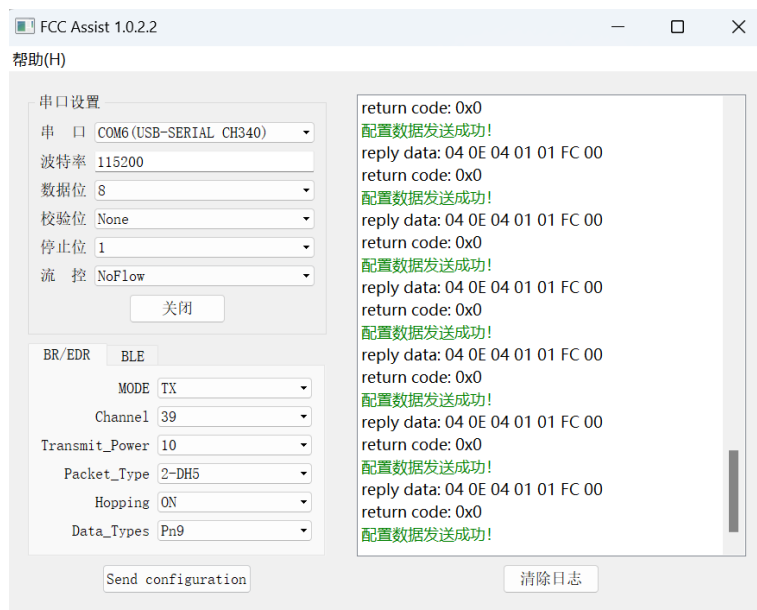 FCC Assist 1.0.2.2
帮助(H)
串口设置
串 口 COM6(USB-SERIAL CH340)
波特率 115200
数据位 8
校验位 None
停止位 1
流 控 NoFlow
关闭
BR/EDR BLE
MODE TX
Channel 39
Transmit_Power 10
Packet_Type 2-DH5
Hopping ON
Data_Types Pn9
Send configuration
return code: 0x0
配置数据发送成功!
reply data: 04 0E 04 01 01 FC 00
return code: 0x0
配置数据发送成功!
reply data: 04 0E 04 01 01 FC 00
return code: 0x0
配置数据发送成功!
reply data: 04 0E 04 01 01 FC 00
return code: 0x0
配置数据发送成功!
reply data: 04 0E 04 01 01 FC 00
return code: 0x0
配置数据发送成功!
reply data: 04 0E 04 01 01 FC 00
return code: 0x0
配置数据发送成功!
reply data: 04 0E 04 01 01 FC 00
return code: 0x0
配置数据发送成功!
清除日志